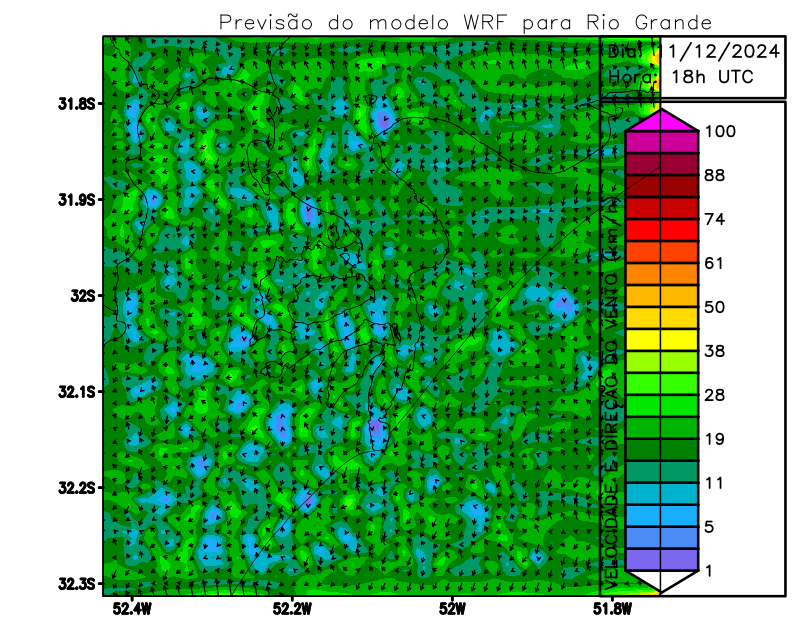 Previsão do modelo WRF para Rio Grande
Dia: 1/12/2024
Hora: 18h UTC
31.8S
31.9S
32S
32.1S
32.2S
32.3S
52.4W
52.2W
52W
51.8W
VELOCIDADE E DIREÇÃO DO VENTO (km/h)
100
88
74
61
50
38
28
19
11
5
1